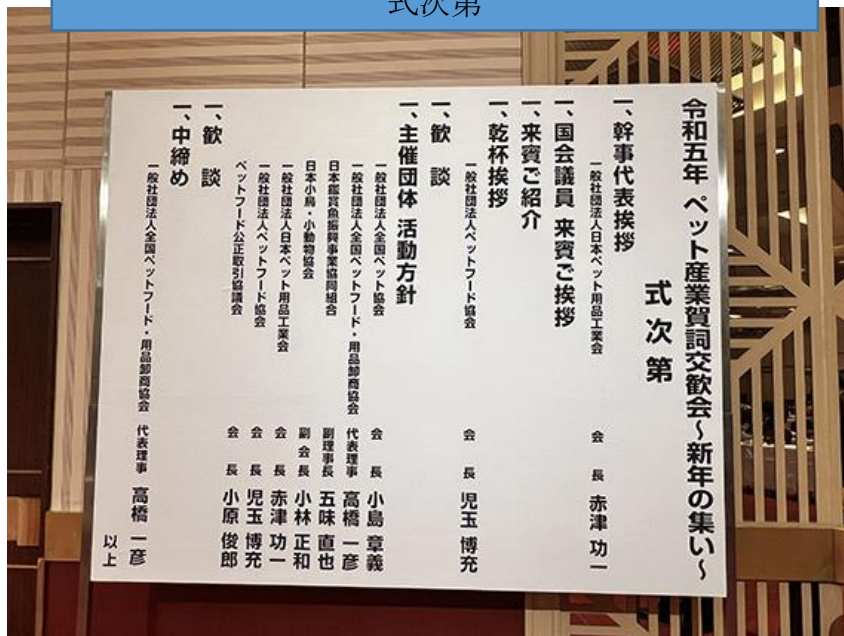 式次第
令和五年 ペット産業賀詞交歓会~新年の集い~
式 次 第
一、幹事代表挨拶
一般社団法人日本ペット用品工業会 会 長 赤津 功一
一、国会議員 来賓ご挨拶
一、来賓ご紹介
一、乾杯挨拶
一般社団法人ペットフード協会 会 長 児玉 博充
一、歓 談
一、主催団体 活動方針
一般社団法人全国ペット協会 会 長 小島 章義
一般社団法人全国ペットフード・用品卸商協会 代表理事 高橋 一彦
日本鑑賞魚振興事業協同組合 副理事長 五味 直也
日本小鳥・小動物協会 副 会 長 小林 正和
一般社団法人日本ペット用品工業会 会 長 赤津 功一
一般社団法人ペットフード協会 会 長 児玉 博充
ペットフード公正取引協議会 会 長 小原 俊郎
一、歓 談
一、中締め
一般社団法人全国ペットフード・用品卸商協会 代表理事 高橋 一彦
以上